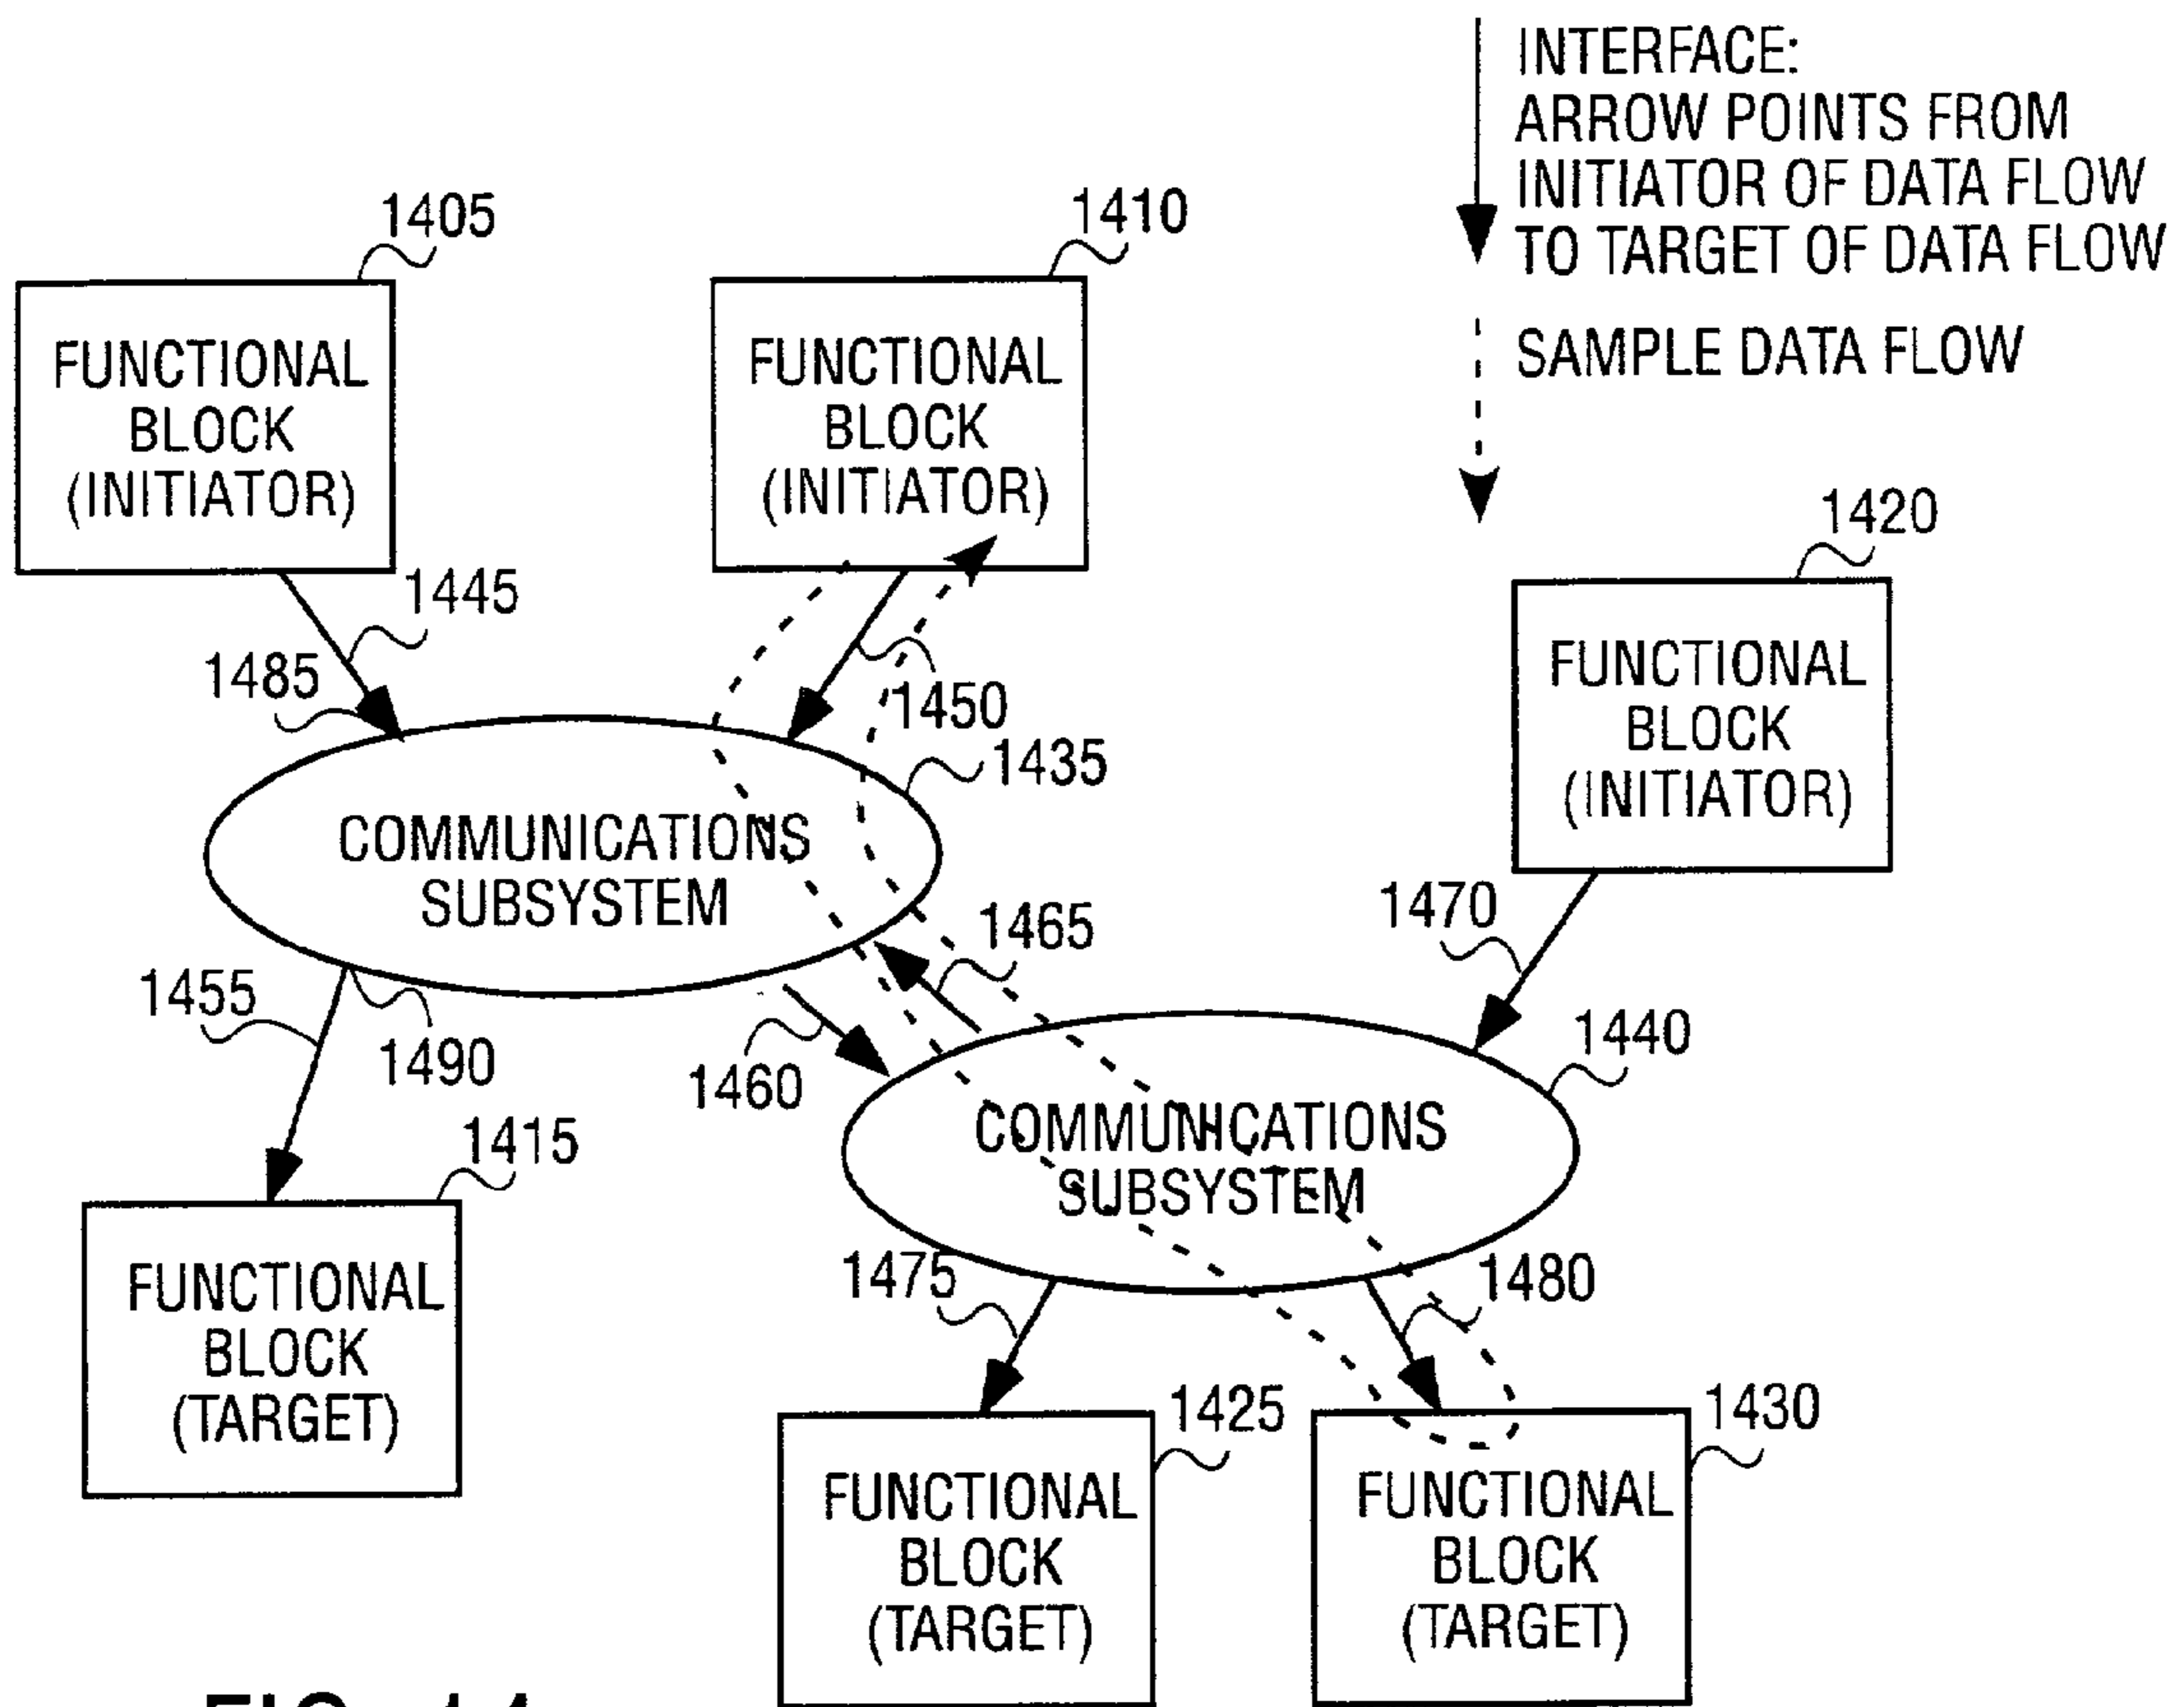 INTERFACE:
ARROW POINTS FROM
INITIATOR OF DATA FLOW
TO TARGET OF DATA FLOW
SAMPLE DATA FLOW
1405
1410
FUNCTIONAL
BLOCK
(INITIATOR)
FUNCTIONAL
BLOCK
(INITIATOR)
1420
1445
1485
1450
FUNCTIONAL
BLOCK
(INITIATOR)
1435
COMMUNICATIONS
SUBSYSTEM
1470
1465
1455
1490
1460
1440
COMMUNICATIONS
SUBSYSTEM
1415
1475
1480
FUNCTIONAL
BLOCK
(TARGET)
1425
1430
FUNCTIONAL
BLOCK
(TARGET)
FUNCTIONAL
BLOCK
(TARGET)